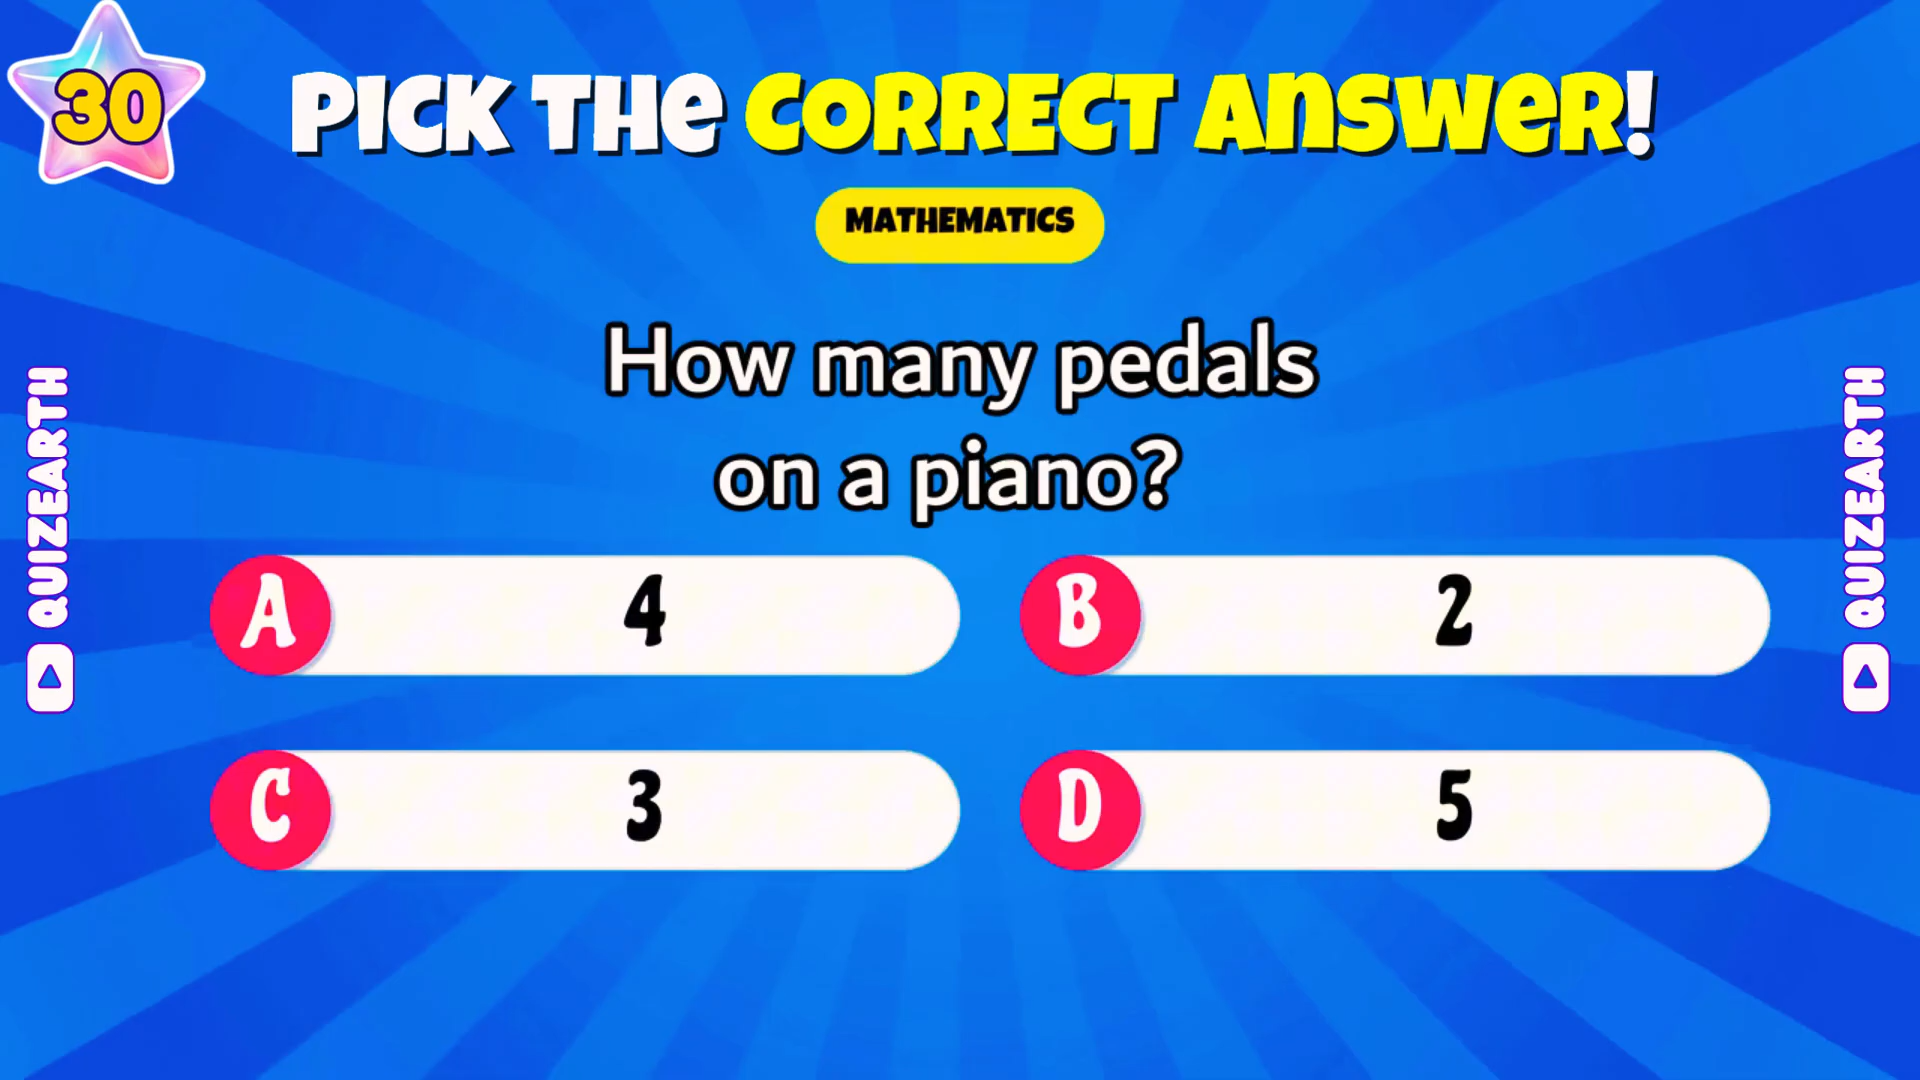 30
PICK THE CORRECT ANSWER!
MATHEMATICS
How many pedals
on a piano?
A 4
B 2
C 3
D 5
QUIZEARTH
QUIZEARTH